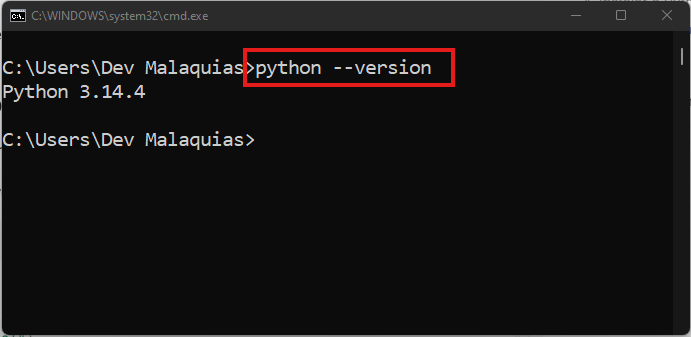 C:\WINDOWS\system32\cmd.exe
C:\Users\Dev Malaquias>python --version
Python 3.14.4
C:\Users\Dev Malaquias>